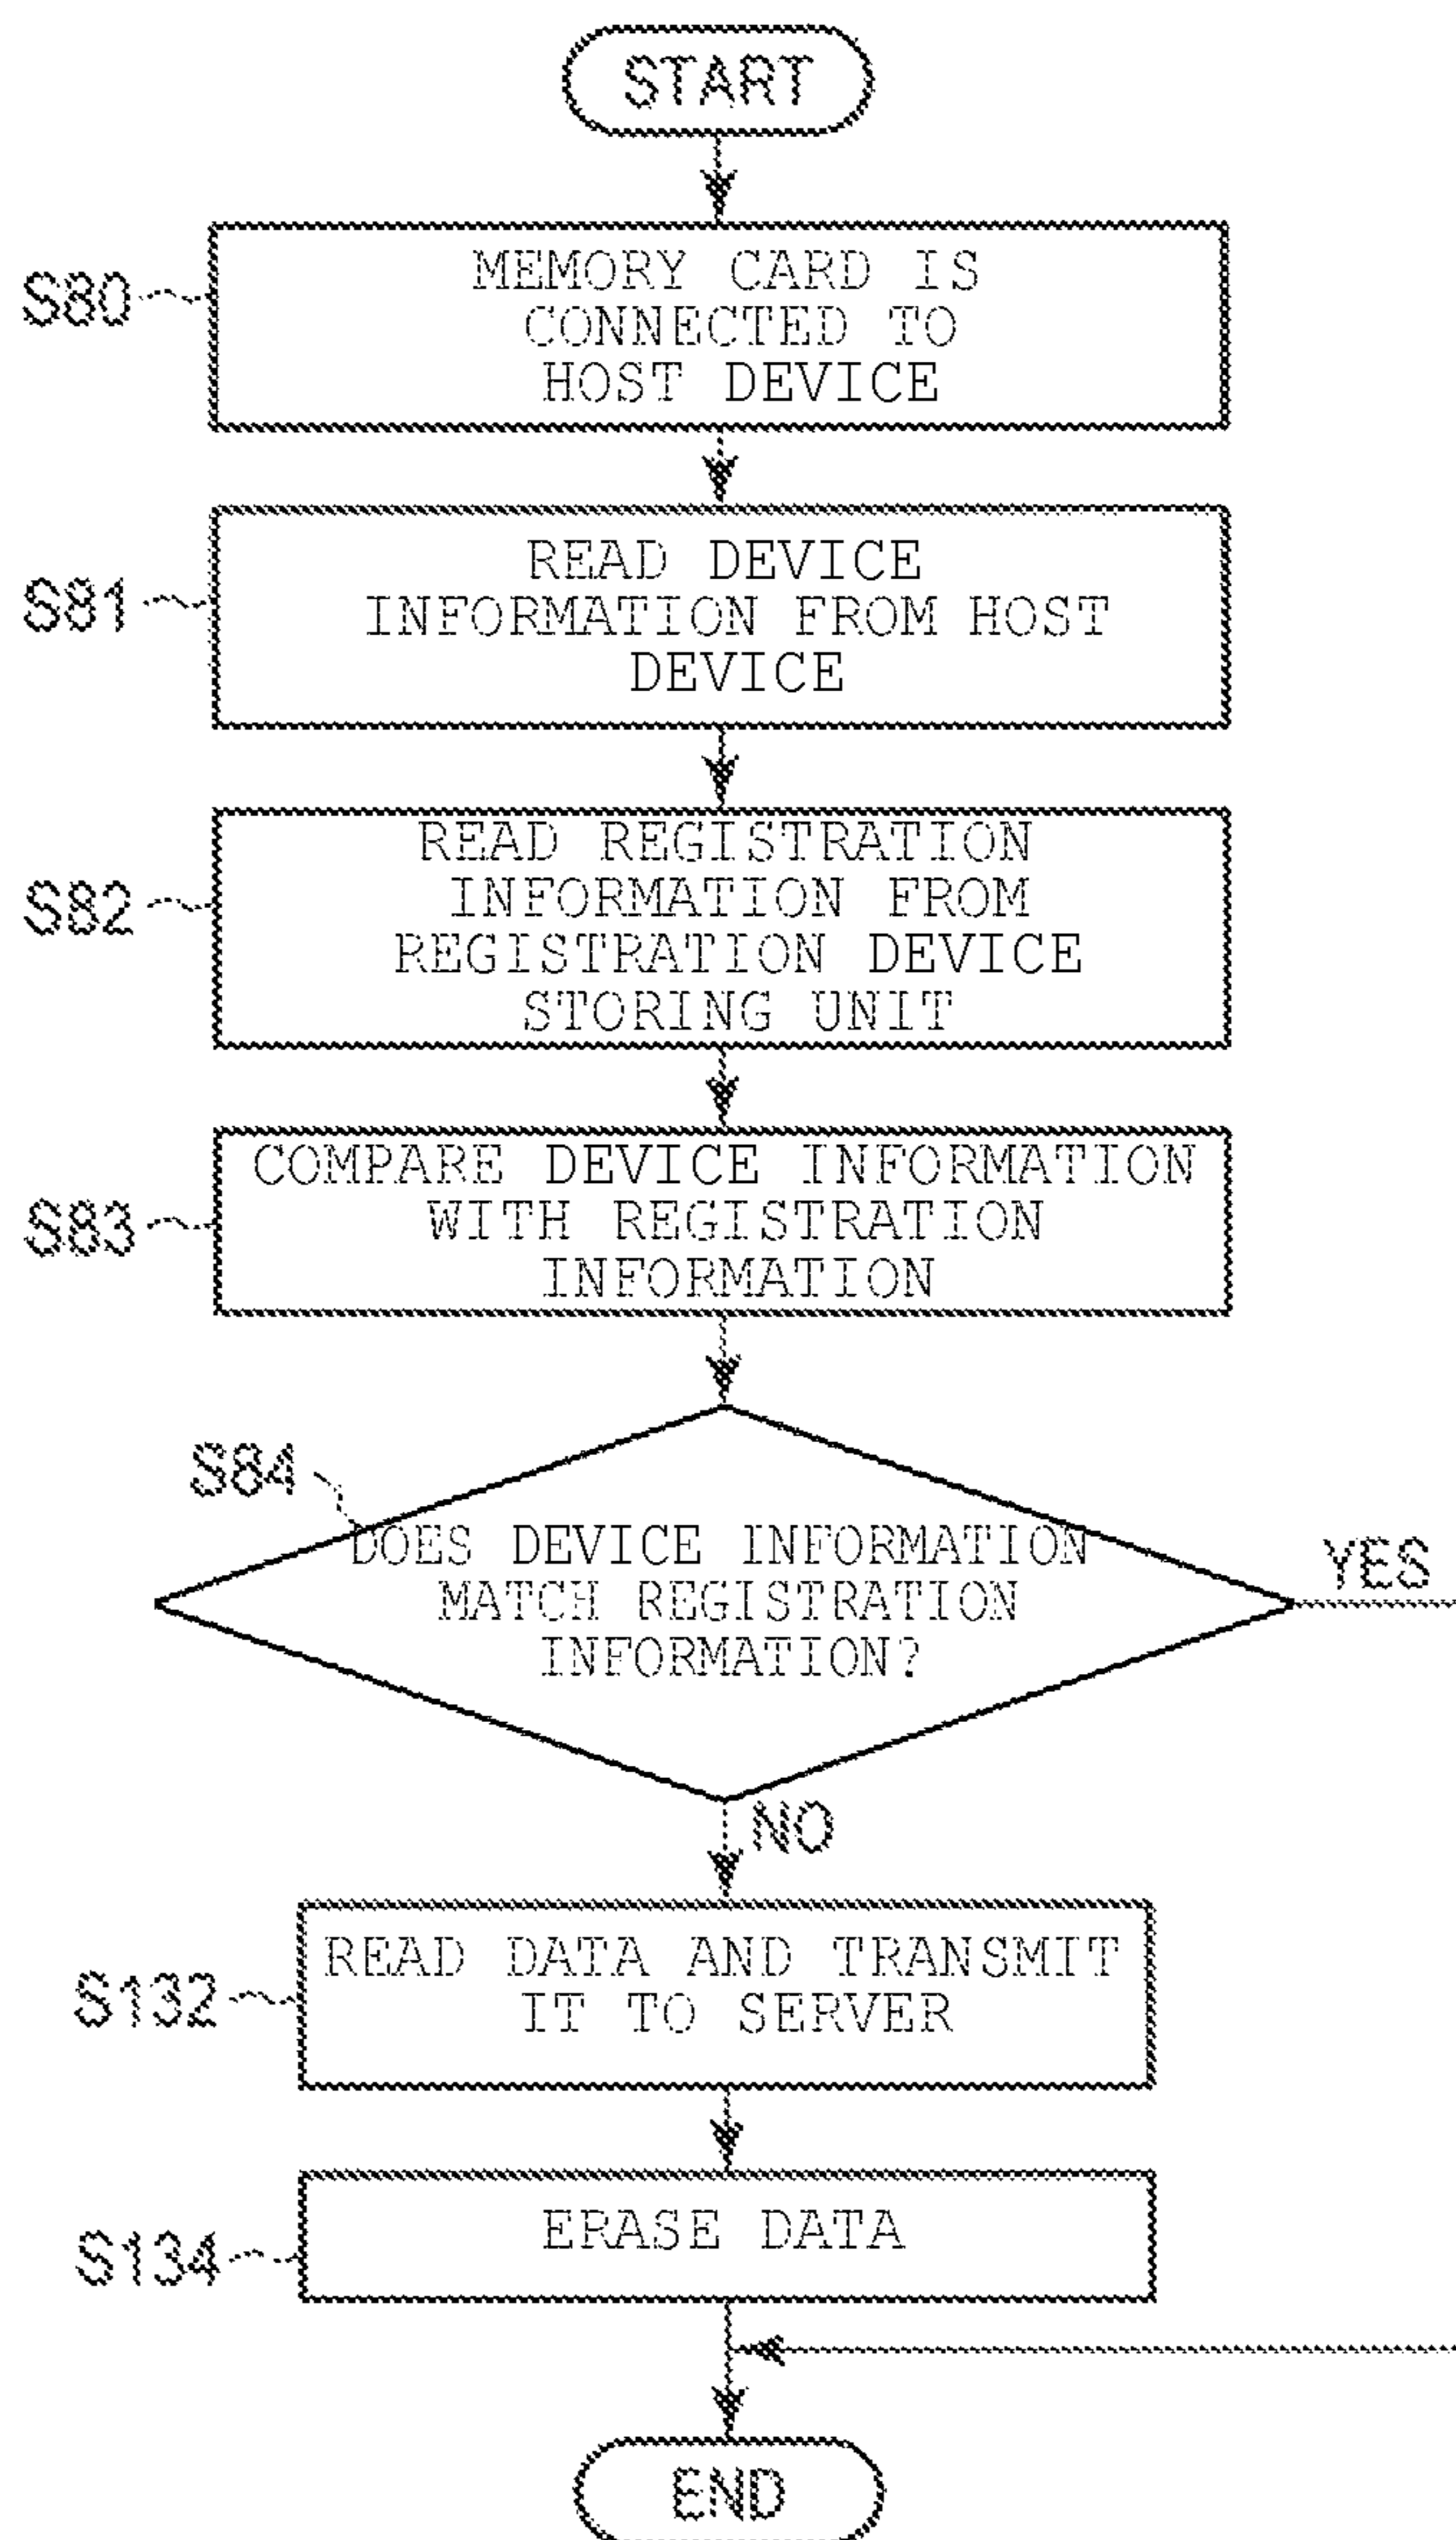 START
S80
MEMORY CARD IS
CONNECTED TO
HOST DEVICE
S81
READ DEVICE
INFORMATION FROM HOST
DEVICE
S82
READ REGISTRATION
INFORMATION FROM
REGISTRATION DEVICE
STORING UNIT
S83
COMPARE DEVICE INFORMATION
WITH REGISTRATION
INFORMATION
S84
DOES DEVICE INFORMATION
MATCH REGISTRATION
INFORMATION?
YES
NO
S132
READ DATA AND TRANSMIT
IT TO SERVER
S134
ERASE DATA
END